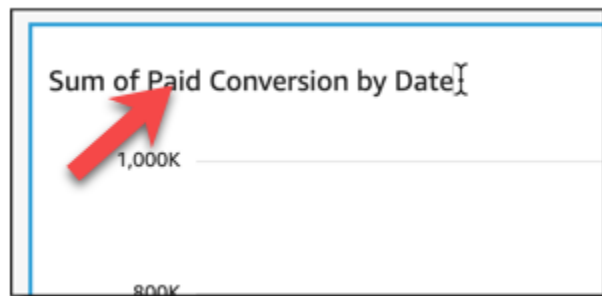 Sum of Paid Conversion by Date
1,000K
800K